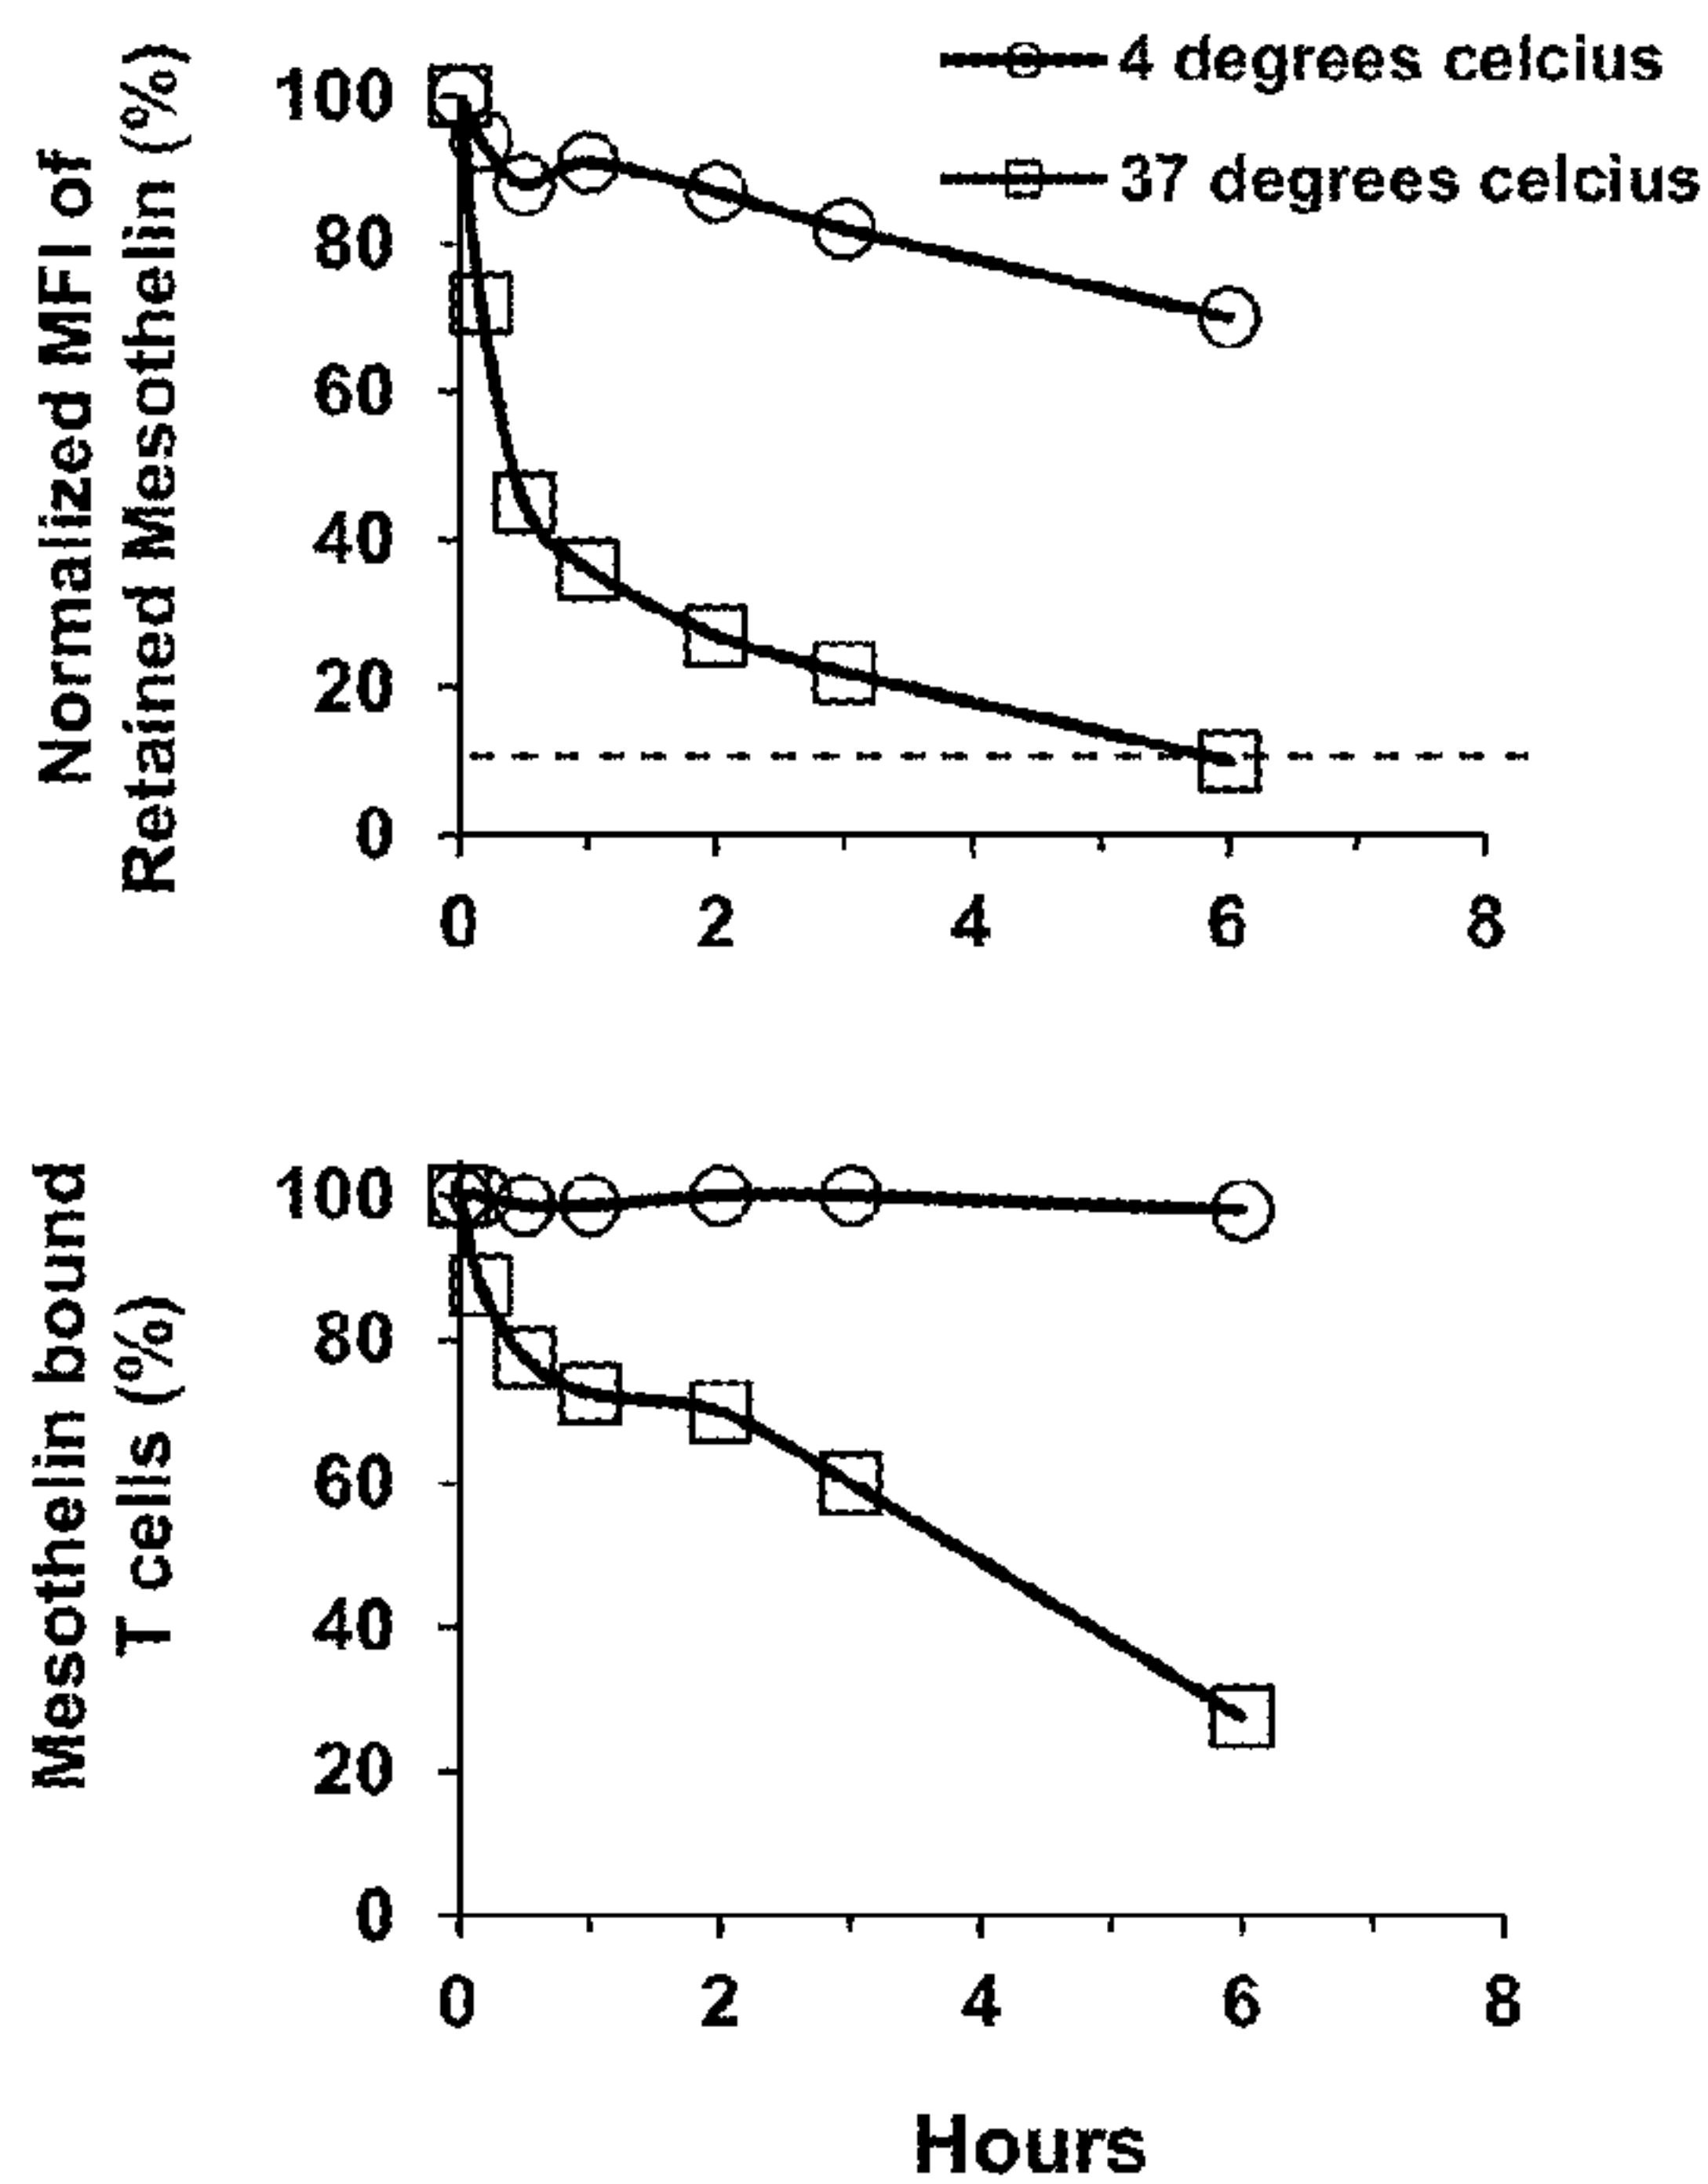 4 degrees celcius
37 degrees celcius
Normalized MFI of
Retained Mesothelin (%)
100
80
60
40
20
0
0 2 4 6 8
Mesothelin bound
T cells (%)
100
80
60
40
20
0
0 2 4 6 8
Hours